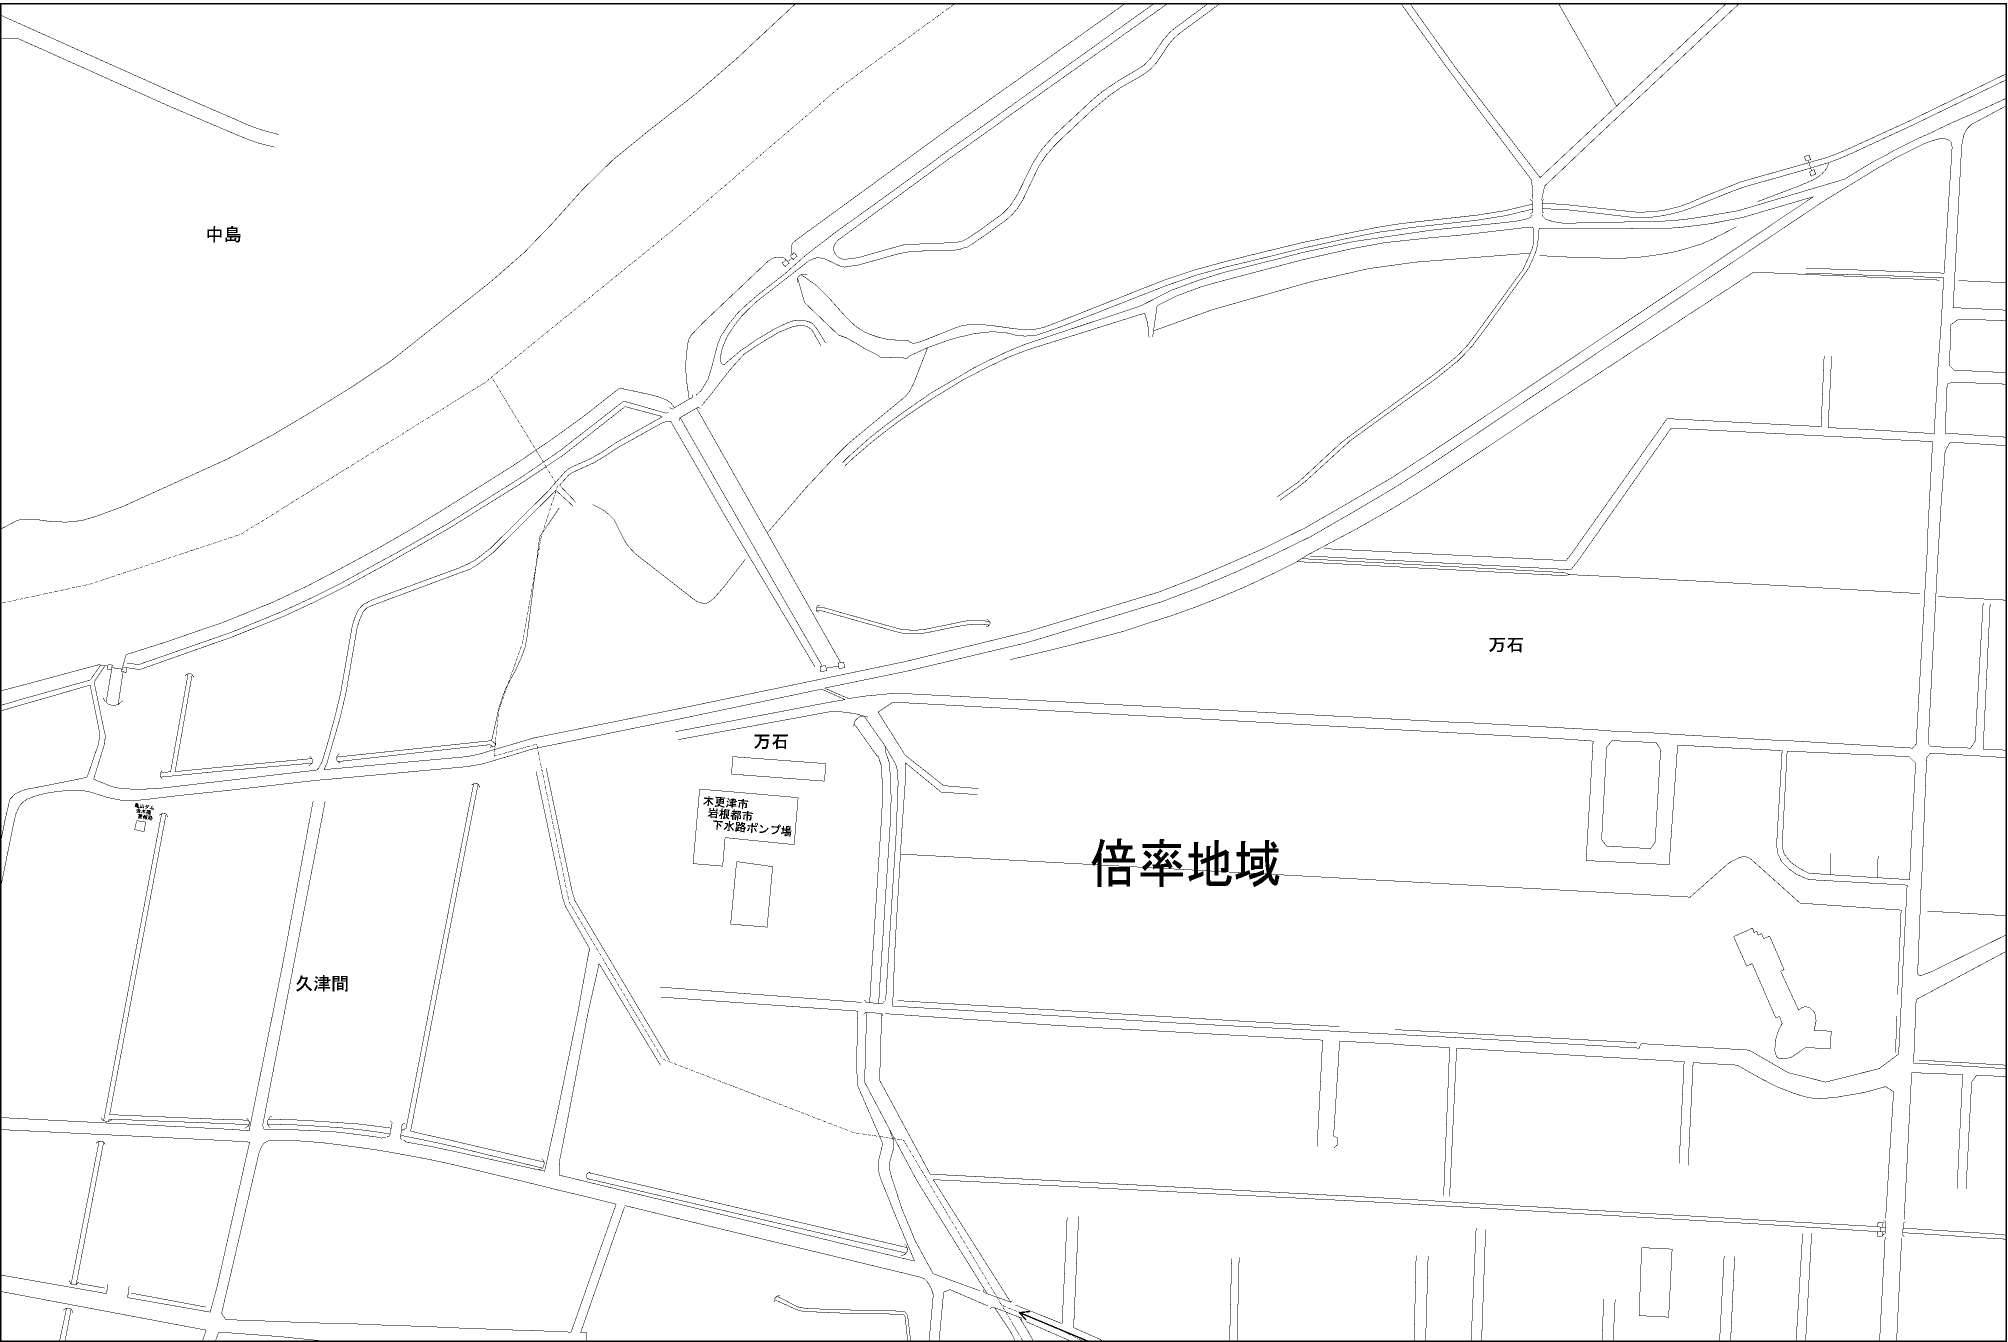 中島
万石
万石
木更津市
岩根都市
下水路ポンプ場
倍率地域
久津間